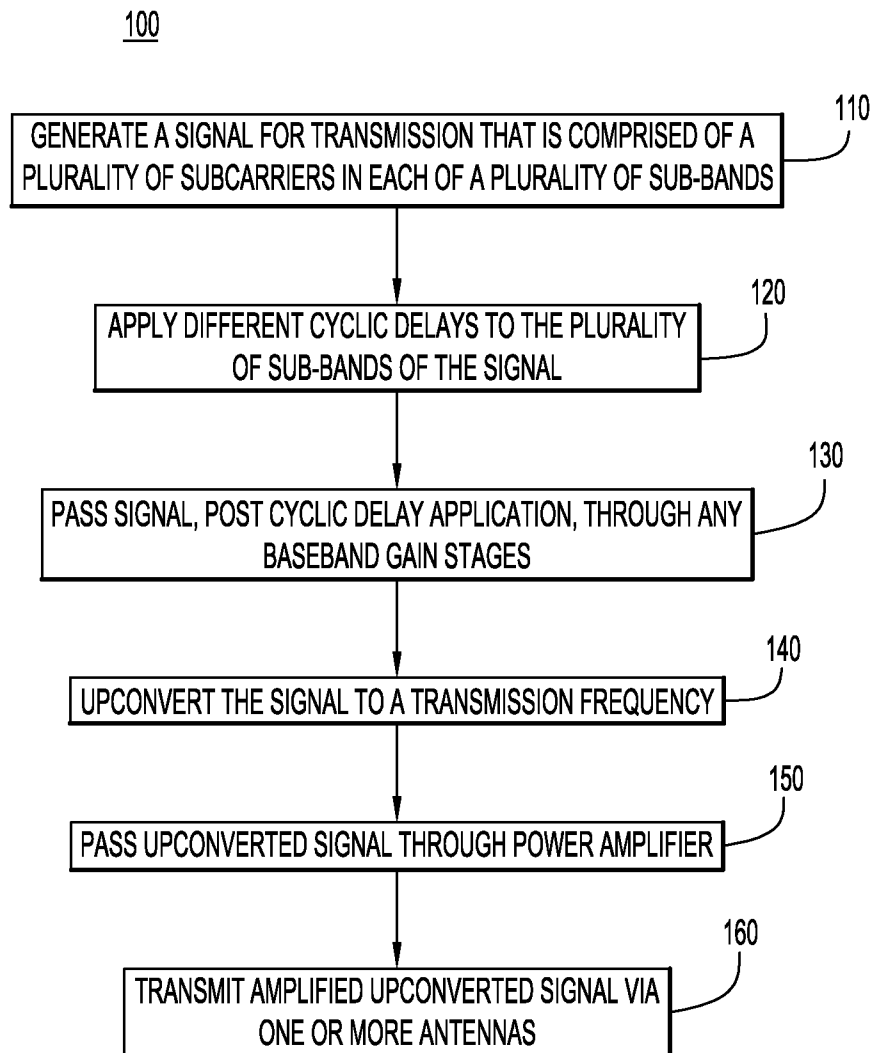 100
110
GENERATE A SIGNAL FOR TRANSMISSION THAT IS COMPRISED OF A
PLURALITY OF SUBCARRIERS IN EACH OF A PLURALITY OF SUB-BANDS
120
APPLY DIFFERENT CYCLIC DELAYS TO THE PLURALITY
OF SUB-BANDS OF THE SIGNAL
130
PASS SIGNAL, POST CYCLIC DELAY APPLICATION, THROUGH ANY
BASEBAND GAIN STAGES
140
UPCONVERT THE SIGNAL TO A TRANSMISSION FREQUENCY
150
PASS UPCONVERTED SIGNAL THROUGH POWER AMPLIFIER
160
TRANSMIT AMPLIFIED UPCONVERTED SIGNAL VIA
ONE OR MORE ANTENNAS